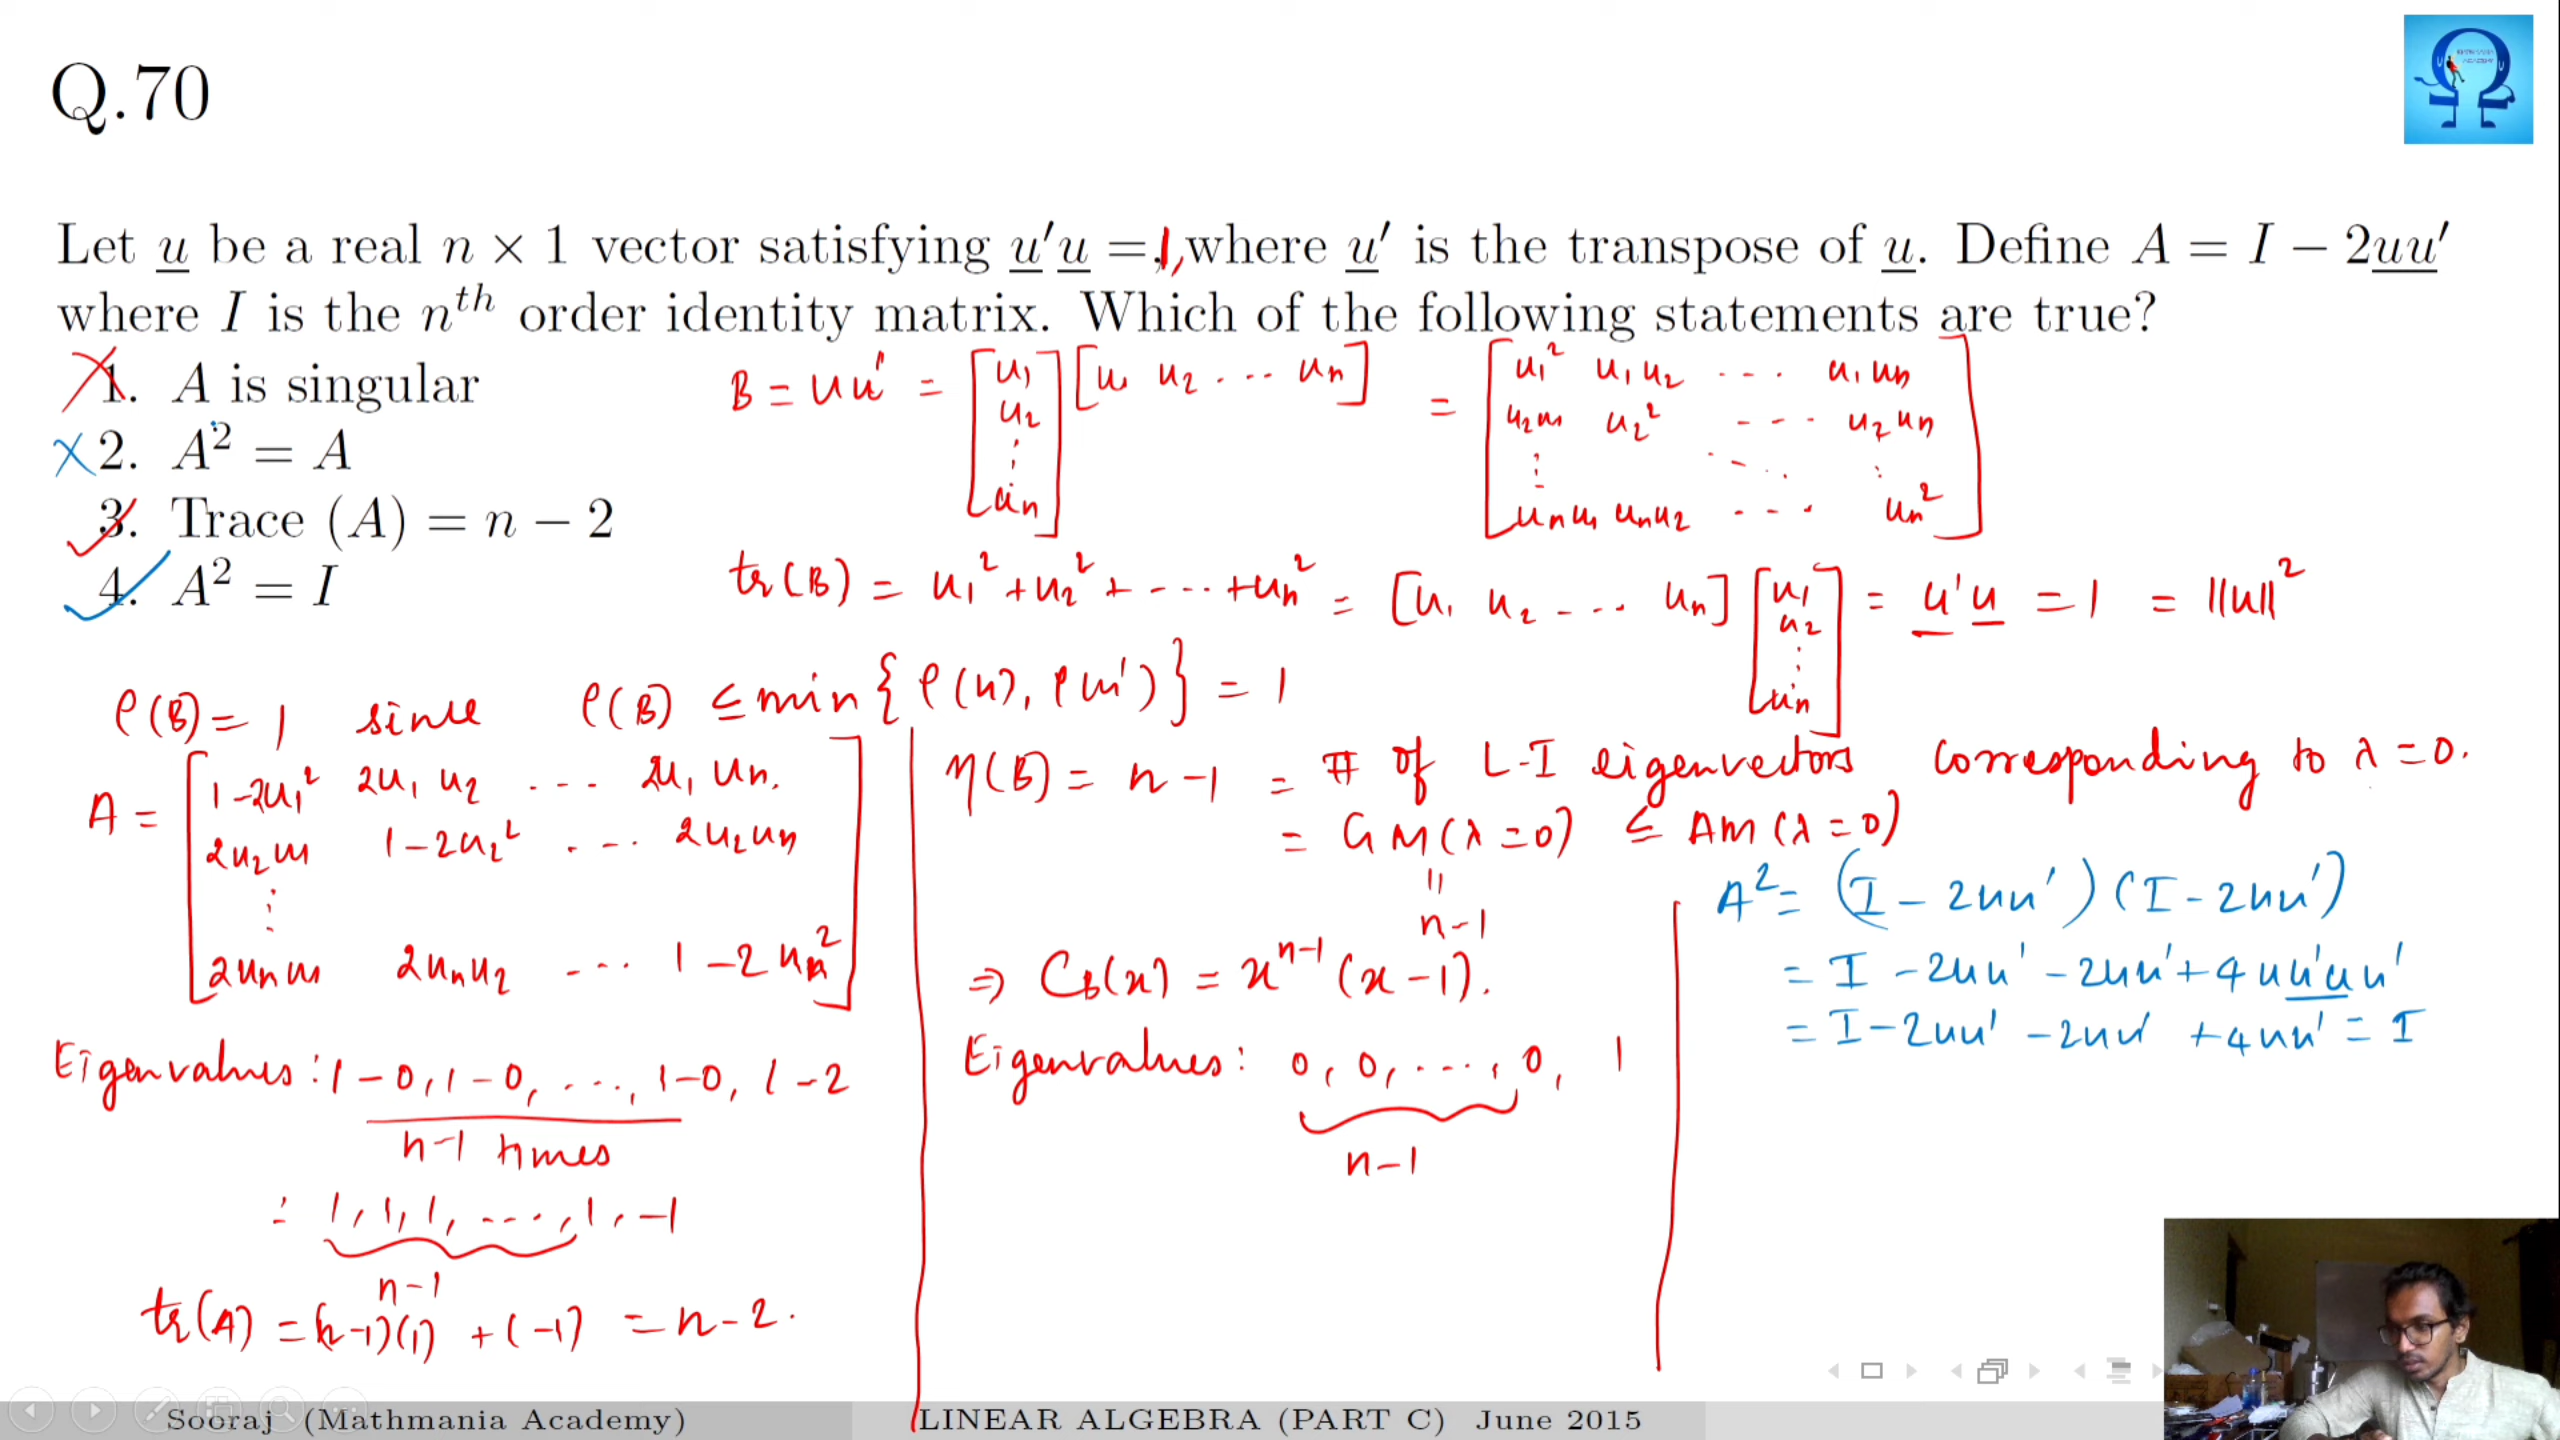 Q.70
Let u be a real n × 1 vector satisfying u′u = 1, where u′ is the transpose of u. Define A = I − 2uu′
where I is the nᵗʰ order identity matrix. Which of the following statements are true?
1. A is singular
2. A² = A
3. Trace (A) = n − 2
4. A² = I
B = uu' = [u₁ u₂ ⋮ uₙ] [u₁ u₂ ... uₙ] = [u₁² u₁u₂ ... u₁uₙ
u₂u₁ u₂² ... u₂uₙ
⋮ ⋱ ⋮
uₙu₁ uₙu₂ ... uₙ²]
tr(B) = u₁² + u₂² + ... + uₙ² = [u₁ u₂ ... uₙ] [u₁ u₂ ⋮ uₙ] = u'u = 1 = ||u||²
ρ(B) = 1 since ρ(B) ≤ min{ρ(u), ρ(u')} = 1
A = [1-2u₁² 2u₁u₂ ... 2u₁uₙ
2u₂u₁ 1-2u₂² ... 2u₂uₙ
⋮
2uₙu₁ 2uₙu₂ ... 1-2uₙ²]
Eigenvalues: 1-0, 1-0, ..., 1-0, 1-2
n-1 times
: 1, 1, 1, ..., 1, -1
n-1
tr(A) = (n-1)(1) + (-1) = n-2.
η(B) = n-1 = # of L.I eigenvectors corresponding to λ=0.
= GM(λ=0) ≤ AM(λ=0)
=
n-1
⇒ C_B(x) = xⁿ⁻¹(x-1).
Eigenvalues: 0, 0, ..., 0, 1
n-1
A² = (I - 2uu')(I - 2uu')
= I - 2uu' - 2uu' + 4uu'uu'
= I - 2uu' - 2uu' + 4uu' = I
Sooraj (Mathmania Academy) LINEAR ALGEBRA (PART C) June 2015